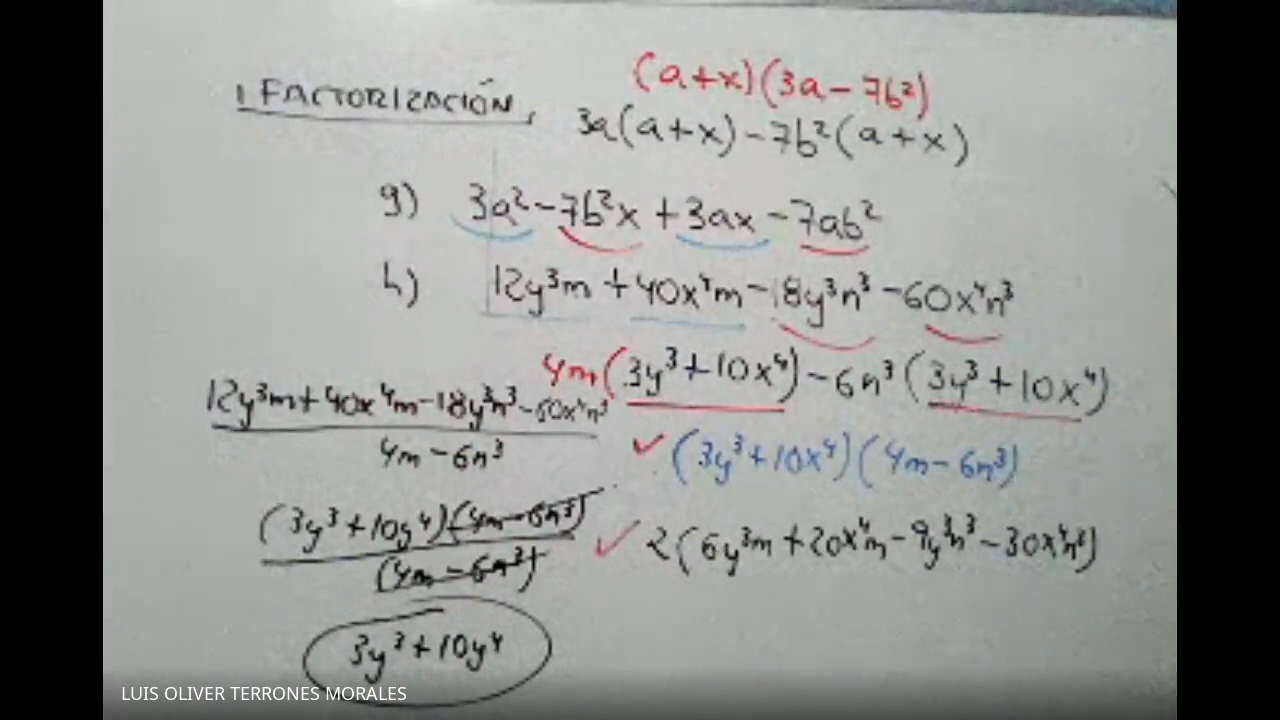 1 FACTORIZACIÓN,
(a+x)(3a-7b²)
3a(a+x)-7b²(a+x)
g) 3a²-7b²x+3ax-7ab²
h) 12y³m+40x⁴m-18y³n³-60x⁴n³
4m(3y³+10x⁴)-6n³(3y³+10x⁴)
✓(3y³+10x⁴)(4m-6n³)
✓ 2(6y³m+20x⁴m-9y³n³-30x⁴n³)
12y³m+40x⁴m-18y³n³-60x⁴n³
4m-6n³
(3y³+10y⁴)(4m-6n³)
(4m-6n³)
3y³+10y⁴
LUIS OLIVER TERRONES MORALES